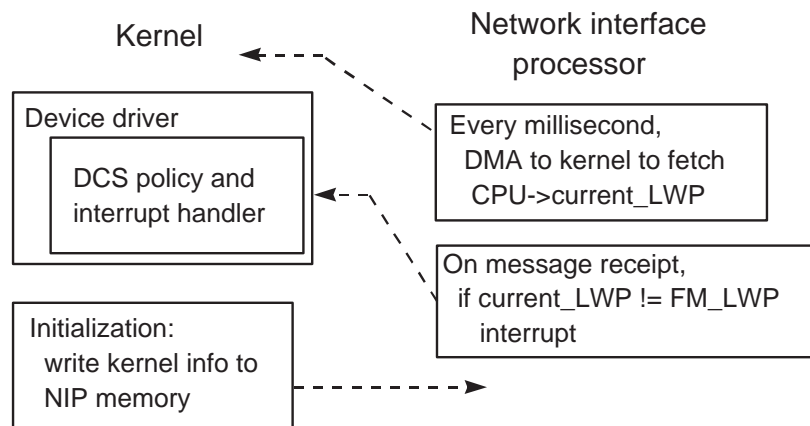 Kernel
Device driver
DCS policy and
interrupt handler
Initialization:
write kernel info to
NIP memory
Network interface
processor
Every millisecond,
DMA to kernel to fetch
CPU->current_LWP
On message receipt,
if current_LWP != FM_LWP
interrupt